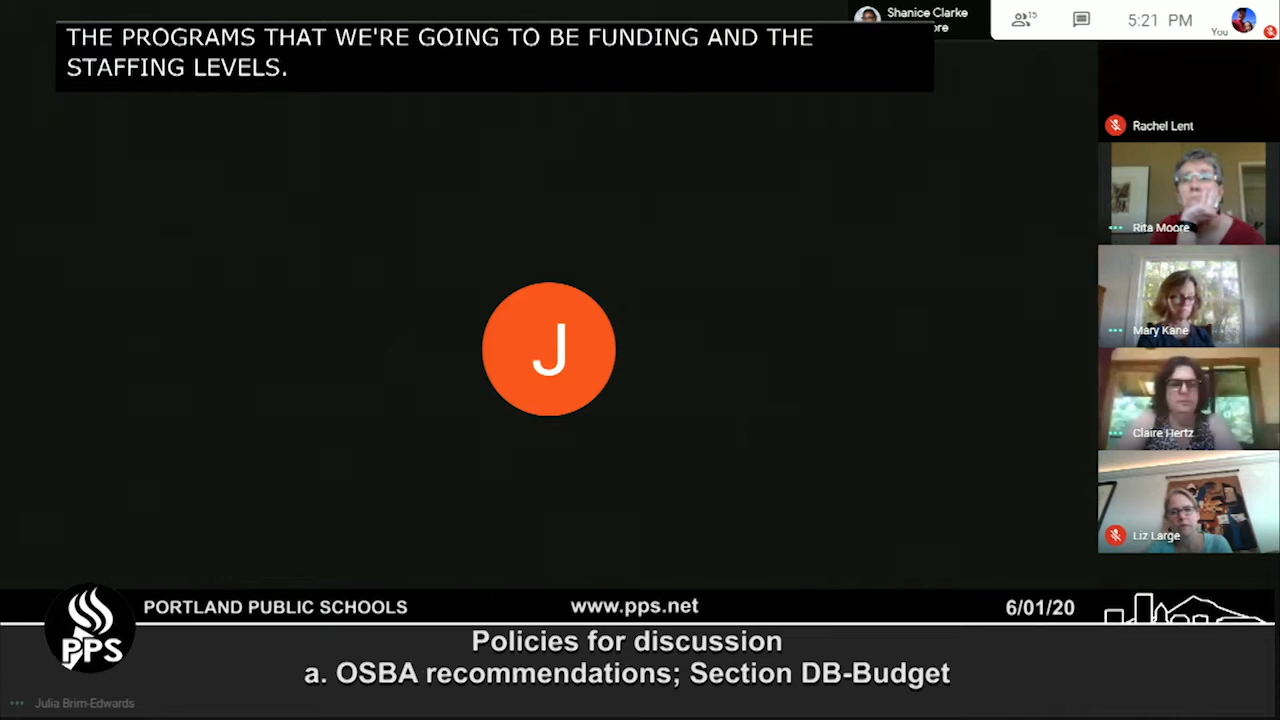 THE PROGRAMS THAT WE'RE GOING TO BE FUNDING AND THE
STAFFING LEVELS.
Shanice Clarke
ore
15
5:21 PM
You
Rachel Lent
Rita Moore
Mary Kane
Claire Hertz
Liz Large
J
PPS
PORTLAND PUBLIC SCHOOLS
www.pps.net
6/01/20
Policies for discussion
a. OSBA recommendations; Section DB-Budget
Julia Brim-Edwards